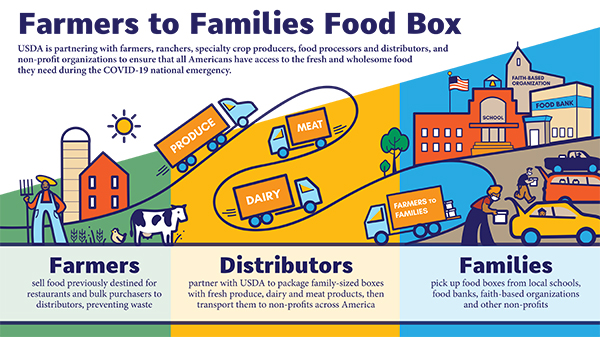 Farmers to Families Food Box
USDA is partnering with farmers, ranchers, specialty crop producers, food processors and distributors, and
non-profit organizations to ensure that all Americans have access to the fresh and wholesome food
they need during the COVID-19 national emergency.
PRODUCE
MEAT
DAIRY
FARMERS TO
FAMILIES
SCHOOL
FAITH-BASED
ORGANIZATION
FOOD BANK
Farmers
sell food previously destined for
restaurants and bulk purchasers to
distributors, preventing waste
Distributors
partner with USDA to package family-sized boxes
with fresh produce, dairy and meat products, then
transport them to non-profits across America
Families
pick up food boxes from local schools,
food banks, faith-based organizations
and other non-profits